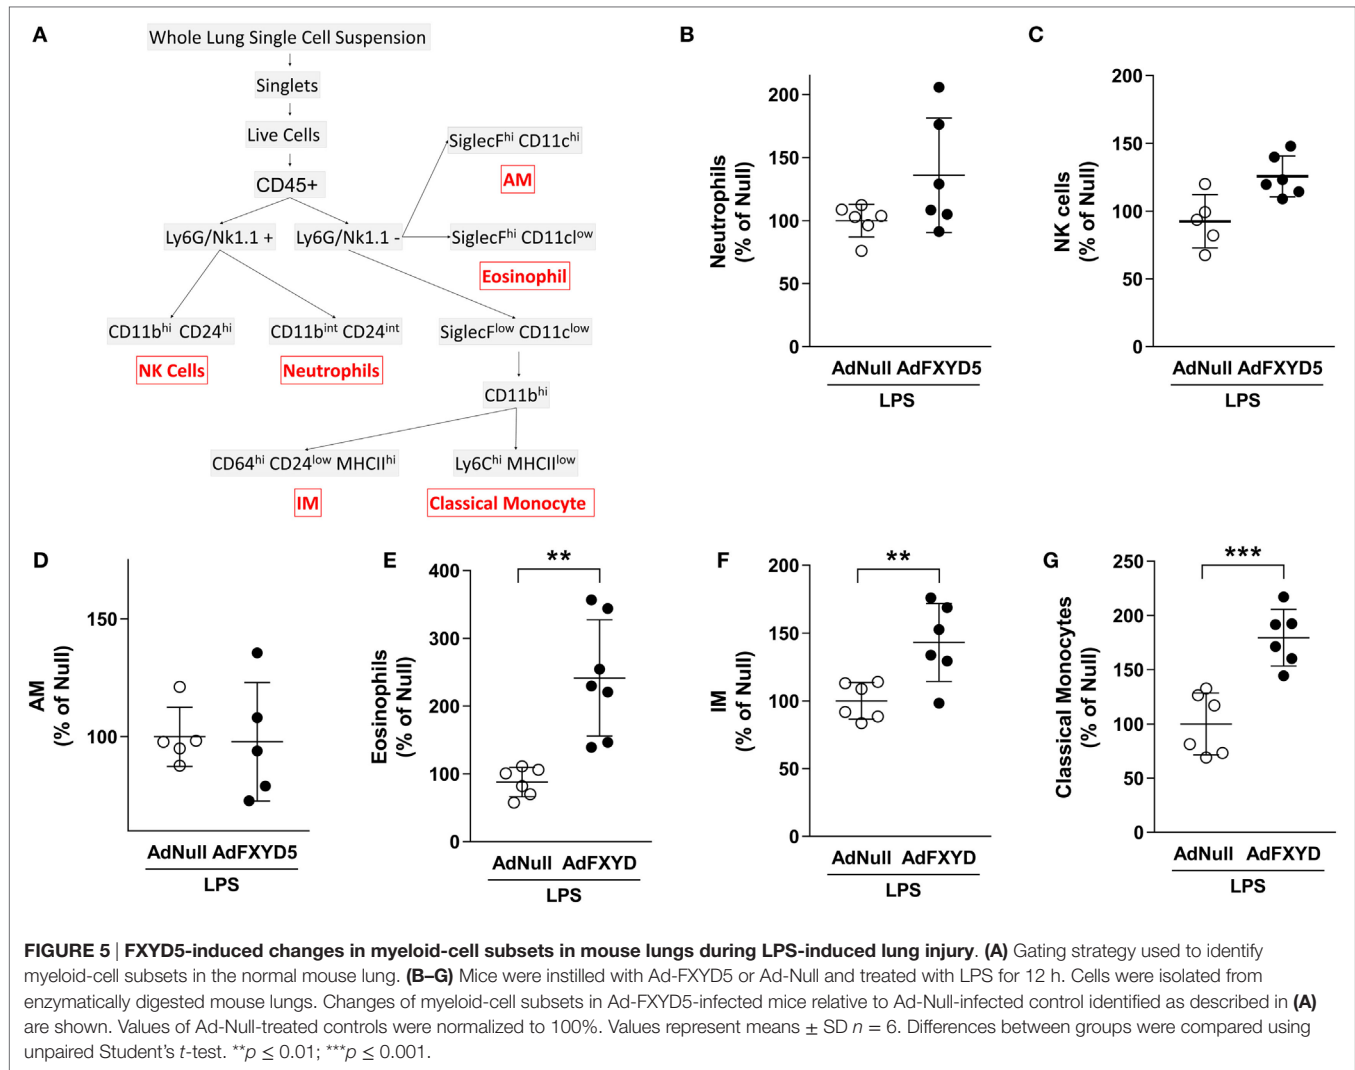 A
Whole Lung Single Cell Suspension
Singlets
Live Cells
CD45+
SiglecFhi CD11chi
AM
Ly6G/Nk1.1 +
Ly6G/Nk1.1 -
SiglecFhi CD11clow
Eosinophil
CD11bhi CD24hi
NK Cells
CD11bint CD24int
Neutrophils
SiglecFlow CD11clow
CD11bhi
CD64hi CD24low MHCIIhi
IM
Ly6Chi MHCIIlow
Classical Monocyte
B
Neutrophils
(% of Null)
200
150
100
50
0
AdNull AdFXYD5
LPS
C
NK cells
(% of Null)
200
150
100
50
0
AdNull AdFXYD5
LPS
D
AM
(% of Null)
150
100
AdNull AdFXYD5
LPS
E
Eosinophils
(% of Null)
400
300
200
100
0
**
AdNull AdFXYD
LPS
F
IM
(% of Null)
200
150
100
50
0
**
AdNull AdFXYD
LPS
G
Classical Monocytes
(% of Null)
250
200
150
100
50
0
***
AdNull AdFXYD
LPS
FIGURE 5 | FXYD5-induced changes in myeloid-cell subsets in mouse lungs during LPS-induced lung injury. (A) Gating strategy used to identify
myeloid-cell subsets in the normal mouse lung. (B–G) Mice were instilled with Ad-FXYD5 or Ad-Null and treated with LPS for 12 h. Cells were isolated from
enzymatically digested mouse lungs. Changes of myeloid-cell subsets in Ad-FXYD5-infected mice relative to Ad-Null-infected control identified as described in (A)
are shown. Values of Ad-Null-treated controls were normalized to 100%. Values represent means ± SD n = 6. Differences between groups were compared using
unpaired Student's t-test. **p ≤ 0.01; ***p ≤ 0.001.